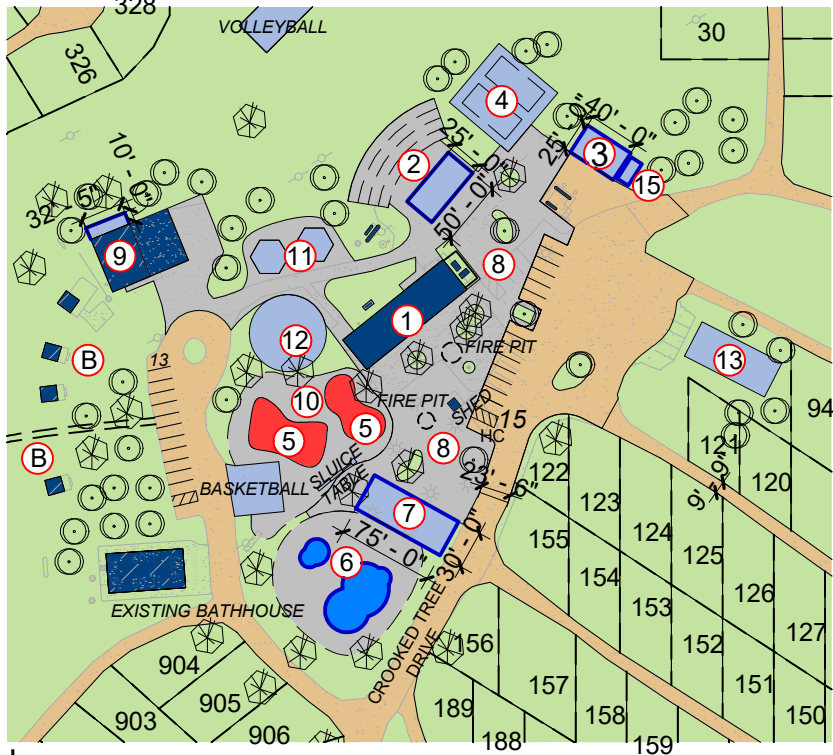 328
VOLLEYBALL
30
326
4
25' - 0"
40' - 0"
3
15
2
25' - 0"
50' - 0"
10' - 0"
32' - 5"
9
11
8
1
12
FIRE PIT
13
13
B
10
FIRE PIT
94
5
5
SHED
15
HC
8
121
B
SLUICE
TABLE
BASKETBALL
23' - 6"
9'
9'
122
120
123
7
75' - 0"
30' - 0"
124
155
125
6
154
126
EXISTING BATHHOUSE
153
127
CROOKED TREE
DRIVE
156
152
904
157
151
905
189
158
150
903
906
188
159